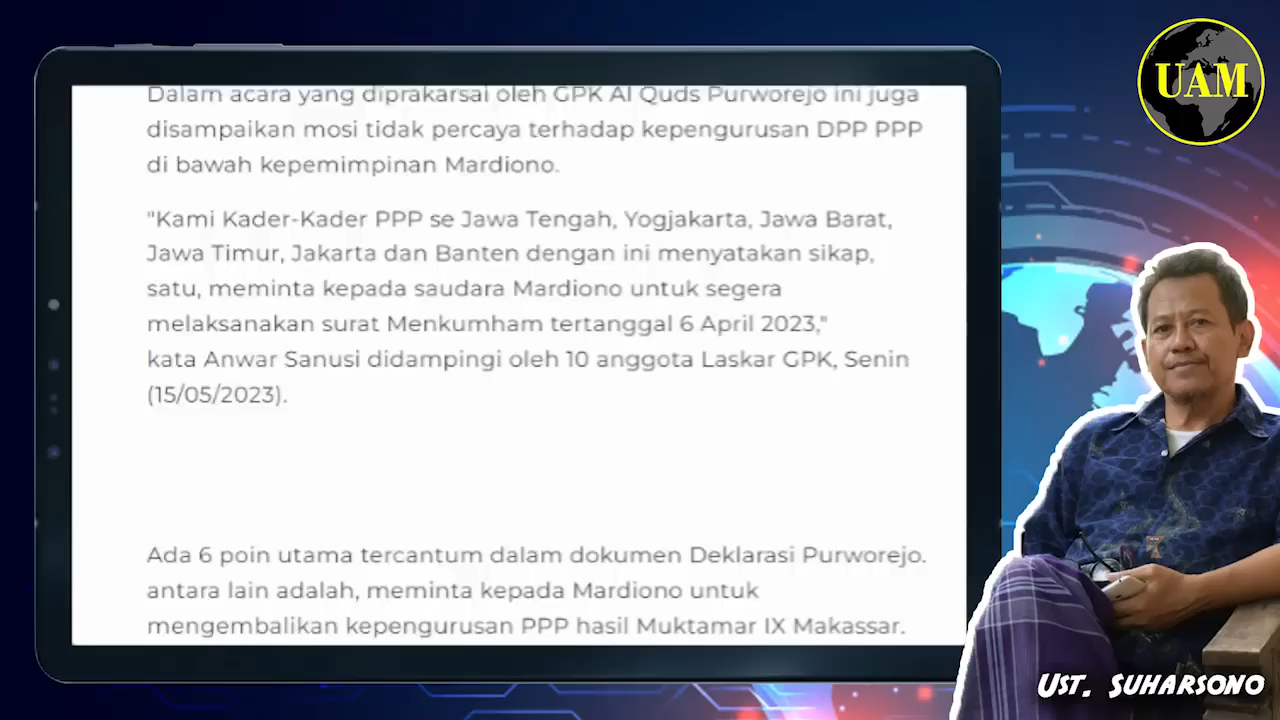 Dalam acara yang diprakarsai oleh GPK Al Quds Purworejo ini juga
disampaikan mosi tidak percaya terhadap kepengurusan DPP PPP
di bawah kepemimpinan Mardiono.
"Kami Kader-Kader PPP se Jawa Tengah, Yogjakarta, Jawa Barat,
Jawa Timur, Jakarta dan Banten dengan ini menyatakan sikap,
satu, meminta kepada saudara Mardiono untuk segera
melaksanakan surat Menkumham tertanggal 6 April 2023,"
kata Anwar Sanusi didampingi oleh 10 anggota Laskar GPK, Senin
(15/05/2023).
Ada 6 poin utama tercantum dalam dokumen Deklarasi Purworejo.
antara lain adalah, meminta kepada Mardiono untuk
mengembalikan kepengurusan PPP hasil Muktamar IX Makassar.
UAM
Ust. Suharsono